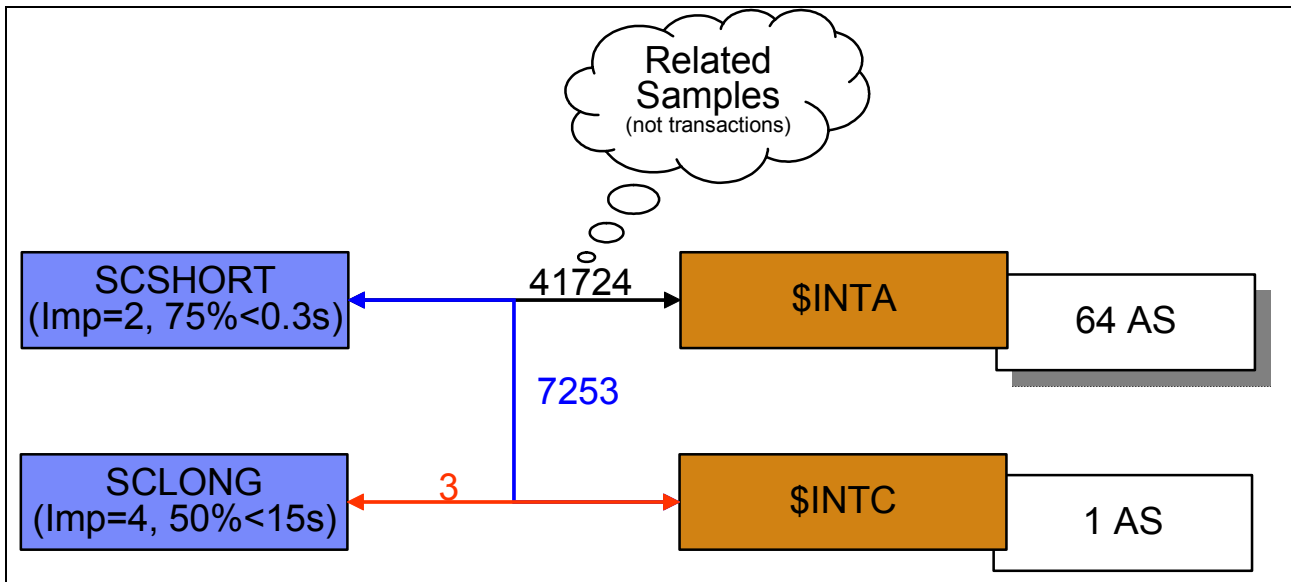 Related
Samples
(not transactions)
SCSHORT
(Imp=2, 75%<0.3s)
41724
$INTA
64 AS
7253
SCLONG
(Imp=4, 50%<15s)
3
$INTC
1 AS